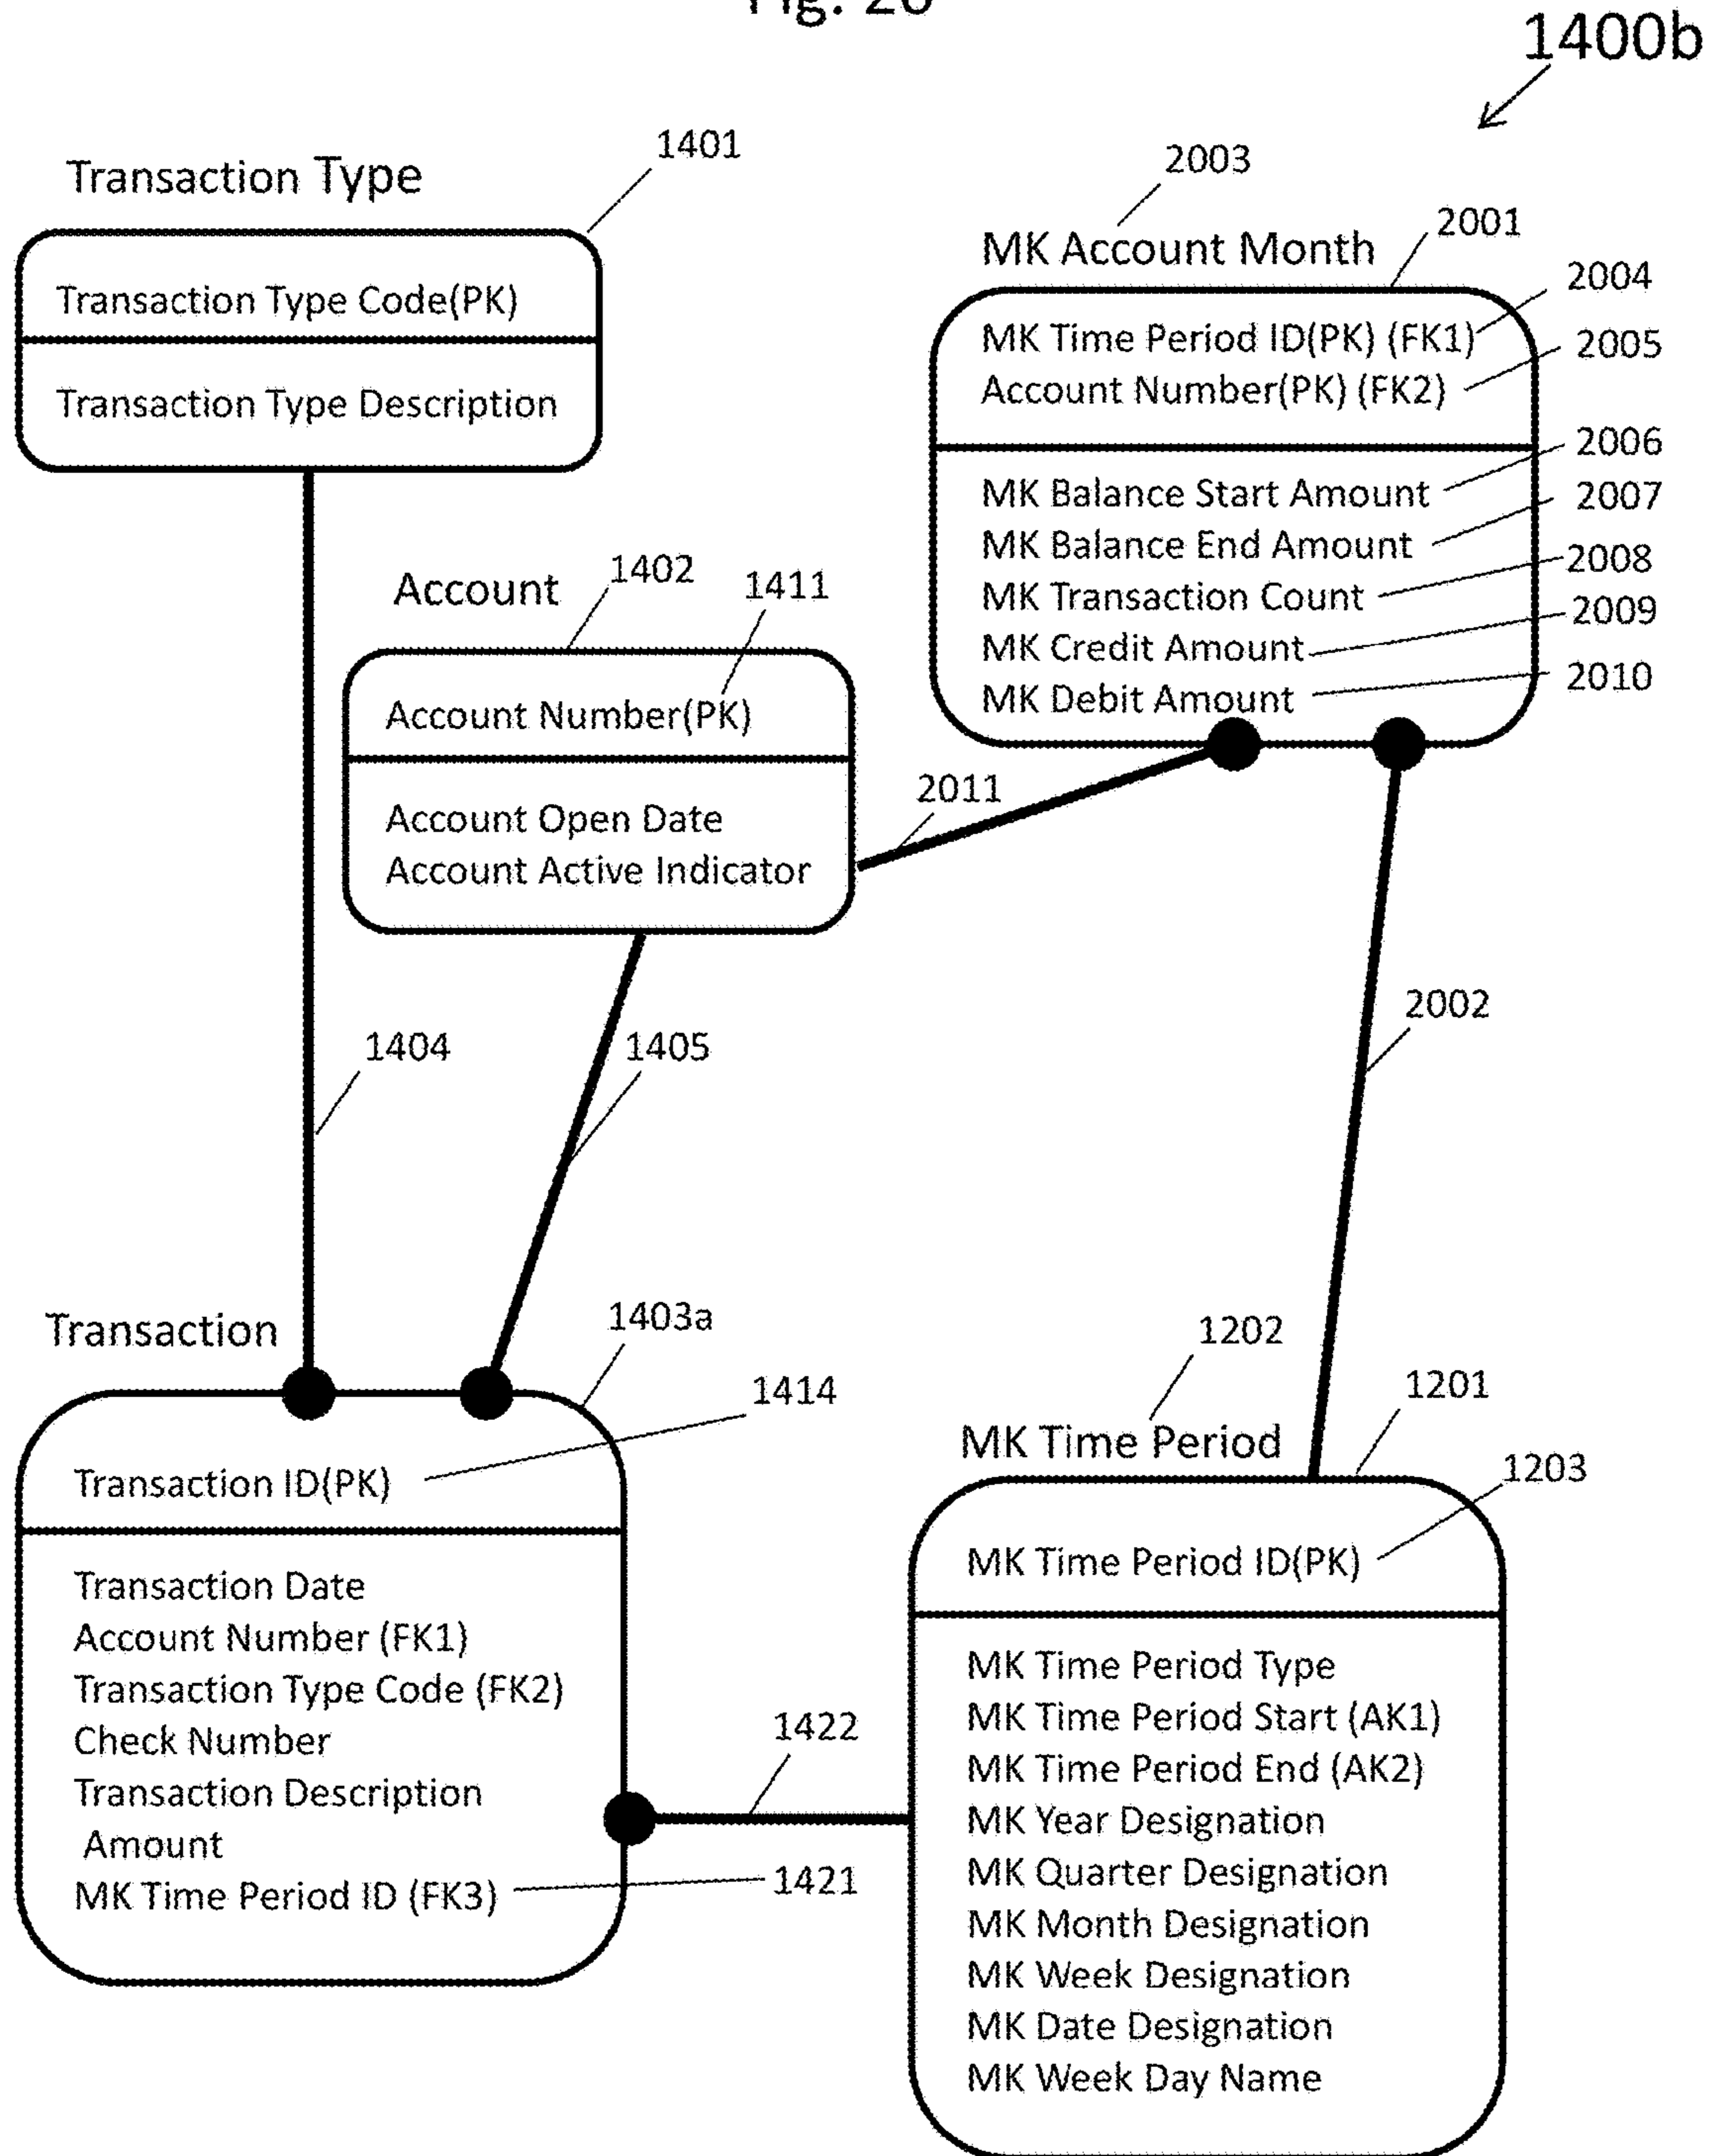 Fig. 20
1400b
Transaction Type
1401
Transaction Type Code(PK)
Transaction Type Description
2003
MK Account Month
2001
MK Time Period ID(PK) (FK1)
2004
Account Number(PK) (FK2)
2005
MK Balance Start Amount
2006
MK Balance End Amount
2007
MK Transaction Count
2008
MK Credit Amount
2009
MK Debit Amount
2010
Account
1402
1411
Account Number(PK)
Account Open Date
Account Active Indicator
2011
2002
1404
1405
Transaction
1403a
1414
Transaction ID(PK)
Transaction Date
Account Number (FK1)
Transaction Type Code (FK2)
Check Number
Transaction Description
Amount
MK Time Period ID (FK3)
1421
1422
1202
MK Time Period
1201
1203
MK Time Period ID(PK)
MK Time Period Type
MK Time Period Start (AK1)
MK Time Period End (AK2)
MK Year Designation
MK Quarter Designation
MK Month Designation
MK Week Designation
MK Date Designation
MK Week Day Name